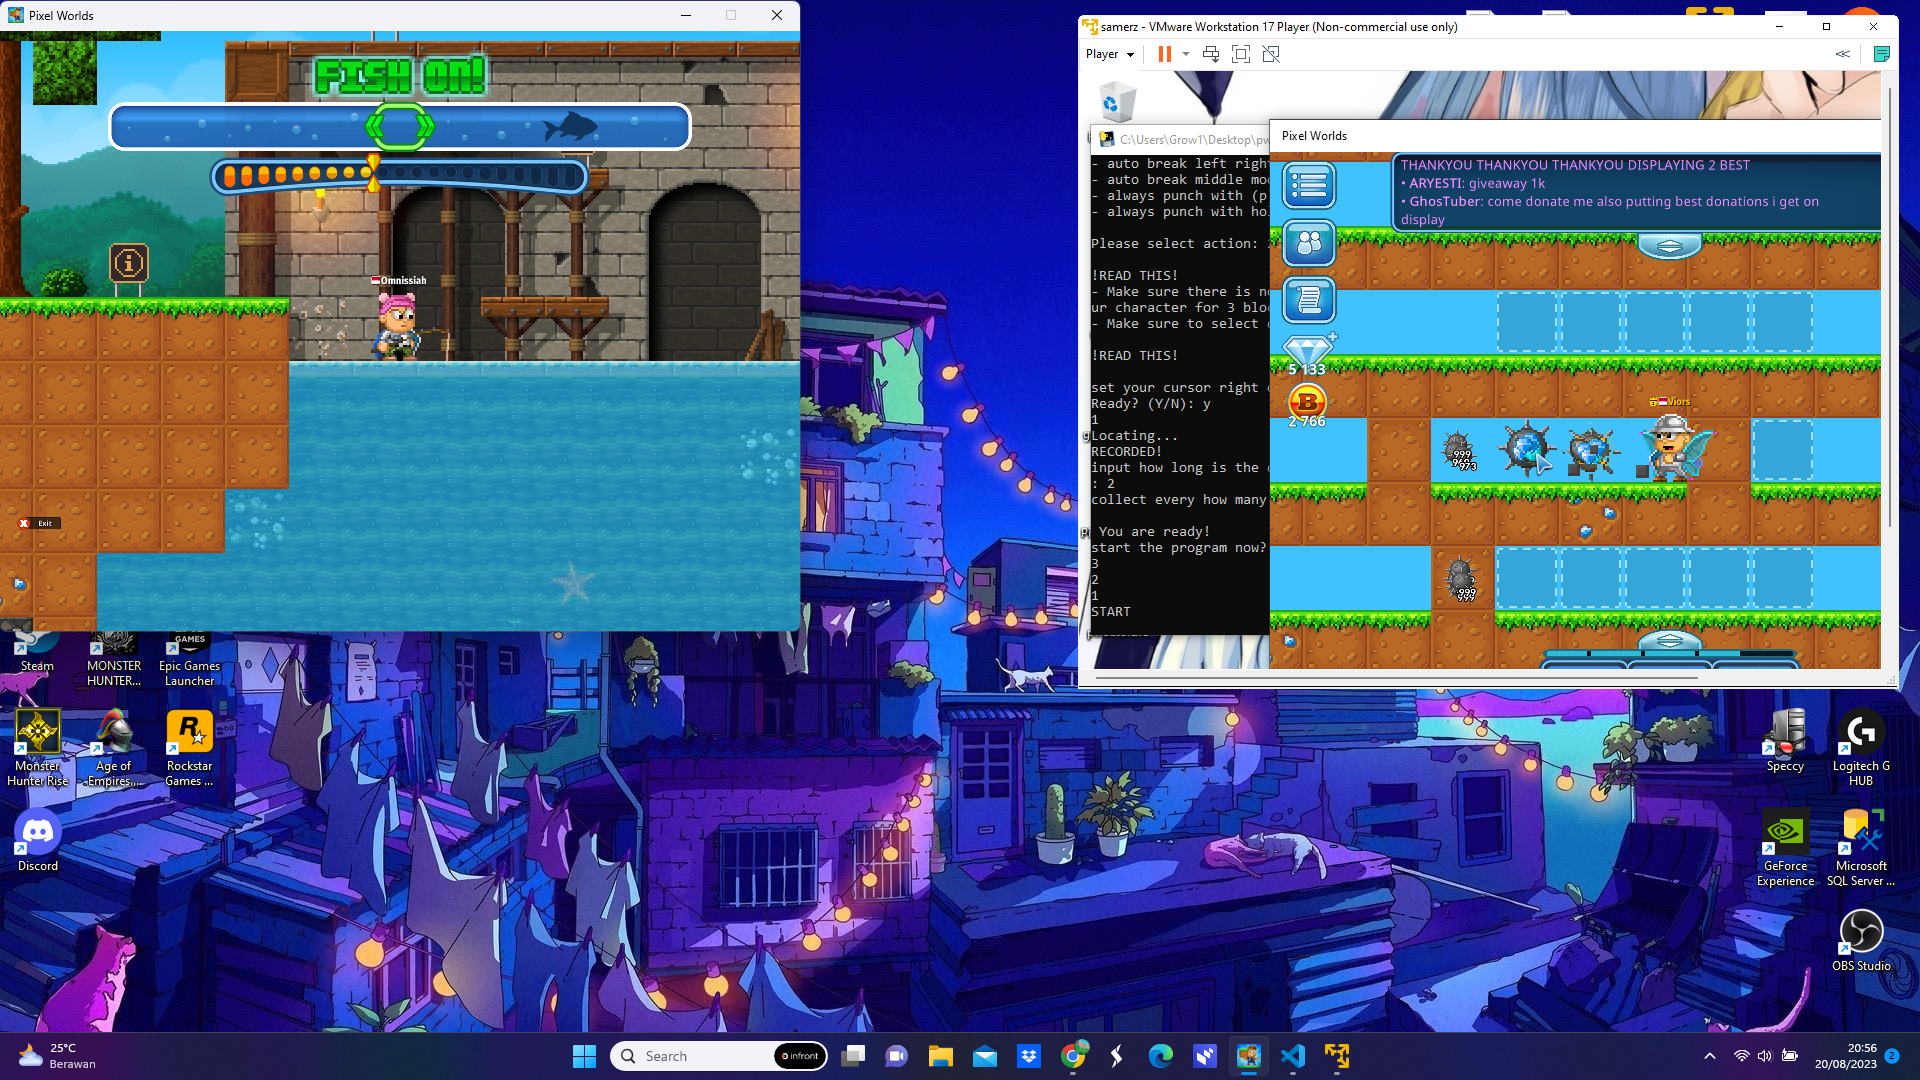 Pixel Worlds
FISH ON!
Omnissiah
Exit
Steam
MONSTER
HUNTER...
GAMES
Epic Games
Launcher
Monster
Hunter Rise
Age of
Empires....
Rockstar
Games ...
Discord
samerz - VMware Workstation 17 Player (Non-commercial use only)
Player
C:\Users\Grow1\Desktop\pw
- auto break left right
- auto break middle mo
- always punch with (p
- always punch with ho
Please select action:
!READ THIS!
- Make sure there is no
ur character for 3 blo
- Make sure to select
!READ THIS!
set your cursor right
Ready? (Y/N): y
1
Locating...
RECORDED!
input how long is the
: 2
collect every how many
You are ready!
start the program now?
3
2
1
START
Pixel Worlds
THANKYOU THANKYOU THANKYOU DISPLAYING 2 BEST
• ARYESTI: giveaway 1k
• GhosTuber: come donate me also putting best donations i get on
display
5 133
B
2 766
Viors
999
973
999
999
Speccy
Logitech G
HUB
GeForce
Experience
Microsoft
SQL Server ...
OBS Studio
25°C
Berawan
Search
infront
20:56
20/08/2023
2